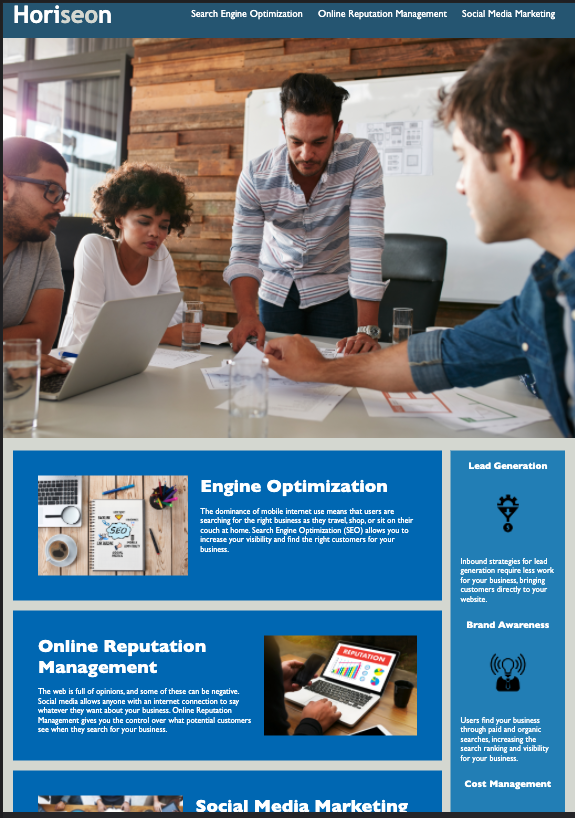 Horiseon
Search Engine Optimization
Online Reputation Management
Social Media Marketing
SEO
Engine Optimization
The dominance of mobile internet use means that users are
searching for the right business as they travel, shop, or sit on their
couch at home. Search Engine Optimization (SEO) allows you to
increase your visibility and find the right customers for your
business.
Online Reputation
Management
The web is full of opinions, and some of these can be negative.
Social media allows anyone with an internet connection to say
whatever they want about your business. Online Reputation
Management gives you the control over what potential customers
see when they search for your business.
REPUTATION
Social Media Marketing
Lead Generation
Inbound strategies for lead
generation require less work
for your business, bringing
customers directly to your
website.
Brand Awareness
Users find your business
through paid and organic
searches, increasing the
search ranking and visibility
for your business.
Cost Management